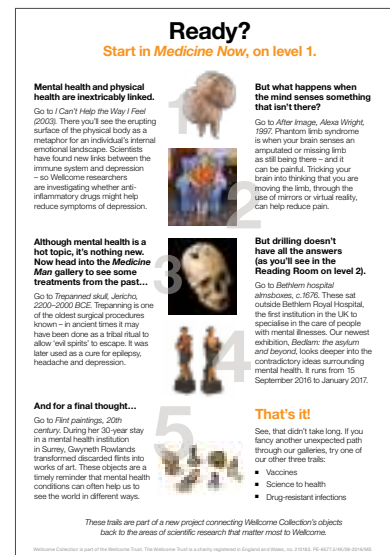 Ready?
Start in Medicine Now, on level 1.
1
Mental health and physical
health are inextricably linked.
Go to I Can't Help the Way I Feel
(2003). There you'll see the erupting
surface of the physical body as a
metaphor for an individual's internal
emotional landscape. Scientists
have found new links between the
immune system and depression
– so Wellcome researchers
are investigating whether anti-
inflammatory drugs might help
reduce symptoms of depression.
2
But what happens when
the mind senses something
that isn't there?
Go to After Image, Alexa Wright,
1997. Phantom limb syndrome
is when your brain senses an
amputated or missing limb
as still being there – and it
can be painful. Tricking your
brain into thinking that you are
moving the limb, through the
use of mirrors or virtual reality,
can help reduce pain.
3
Although mental health is a
hot topic, it's nothing new.
Now head into the Medicine
Man gallery to see some
treatments from the past…
Go to Trepanned skull, Jericho,
2200–2000 BCE. Trepanning is one
of the oldest surgical procedures
known – in ancient times it may
have been done as a tribal ritual to
allow 'evil spirits' to escape. It was
later used as a cure for epilepsy,
headache and depression.
4
But drilling doesn't
have all the answers
(as you'll see in the
Reading Room on level 2).
Go to Bethlem hospital
almsboxes, c.1676. These sat
outside Bethlem Royal Hospital,
the first institution in the UK to
specialise in the care of people
with mental illnesses. Our newest
exhibition, Bedlam: the asylum
and beyond, looks deeper into the
contradictory ideas surrounding
mental health. It runs from 15
September 2016 to January 2017.
5
And for a final thought…
Go to Flint paintings, 20th
century. During her 30-year stay
in a mental health institution
in Surrey, Gwyneth Rowlands
transformed discarded flints into
works of art. These objects are a
timely reminder that mental health
conditions can often help us to
see the world in different ways.
That's it!
See, that didn't take long. If you
fancy another unexpected path
through our galleries, try one of
our other three trails:
■ Vaccines
■ Science to health
■ Drug-resistant infections
These trails are part of a new project connecting Wellcome Collection's objects
back to the areas of scientific research that matter most to Wellcome.
Wellcome Collection is part of the Wellcome Trust. The Wellcome Trust is a charity registered in England and Wales, no. 210183.